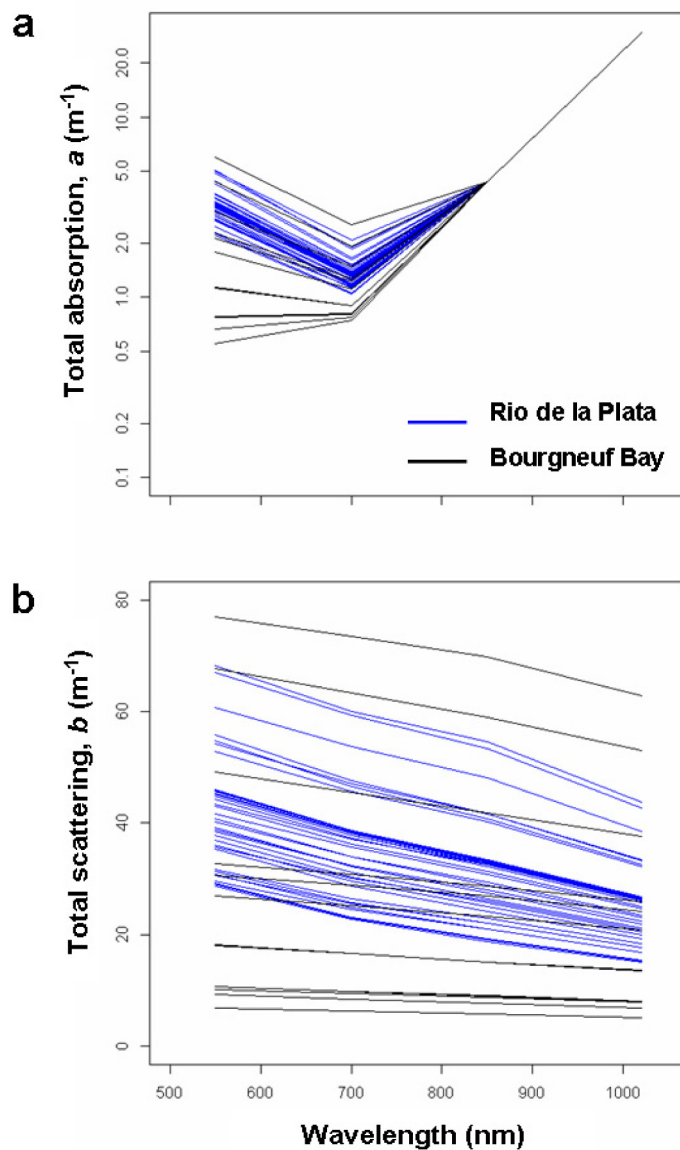 a
Total absorption, a (m-1)
20.0
10.0
5.0
2.0
1.0
0.5
0.2
0.1
Rio de la Plata
Bourgneuf Bay
b
Total scattering, b (m-1)
80
60
40
20
0
500 600 700 800 900 1000
Wavelength (nm)